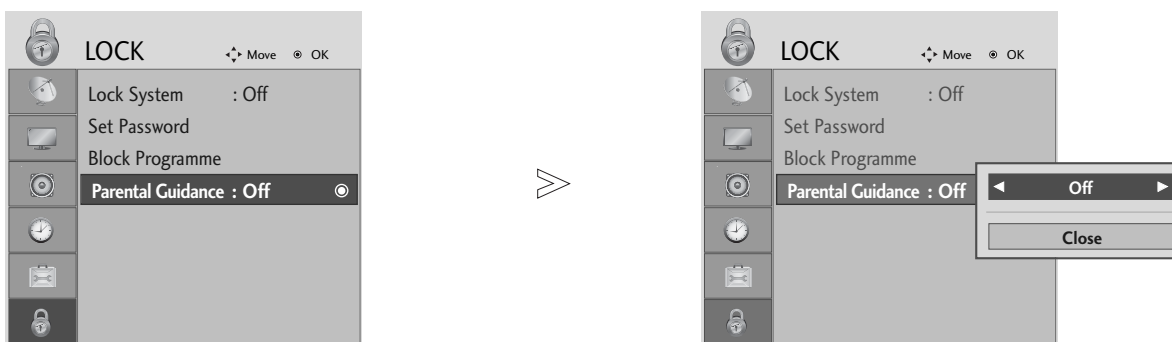 LOCK Move OK
Lock System : Off
Set Password
Block Programme
Parental Guidance : Off
LOCK Move OK
Lock System : Off
Set Password
Block Programme
Parental Guidance : Off
Off
Close